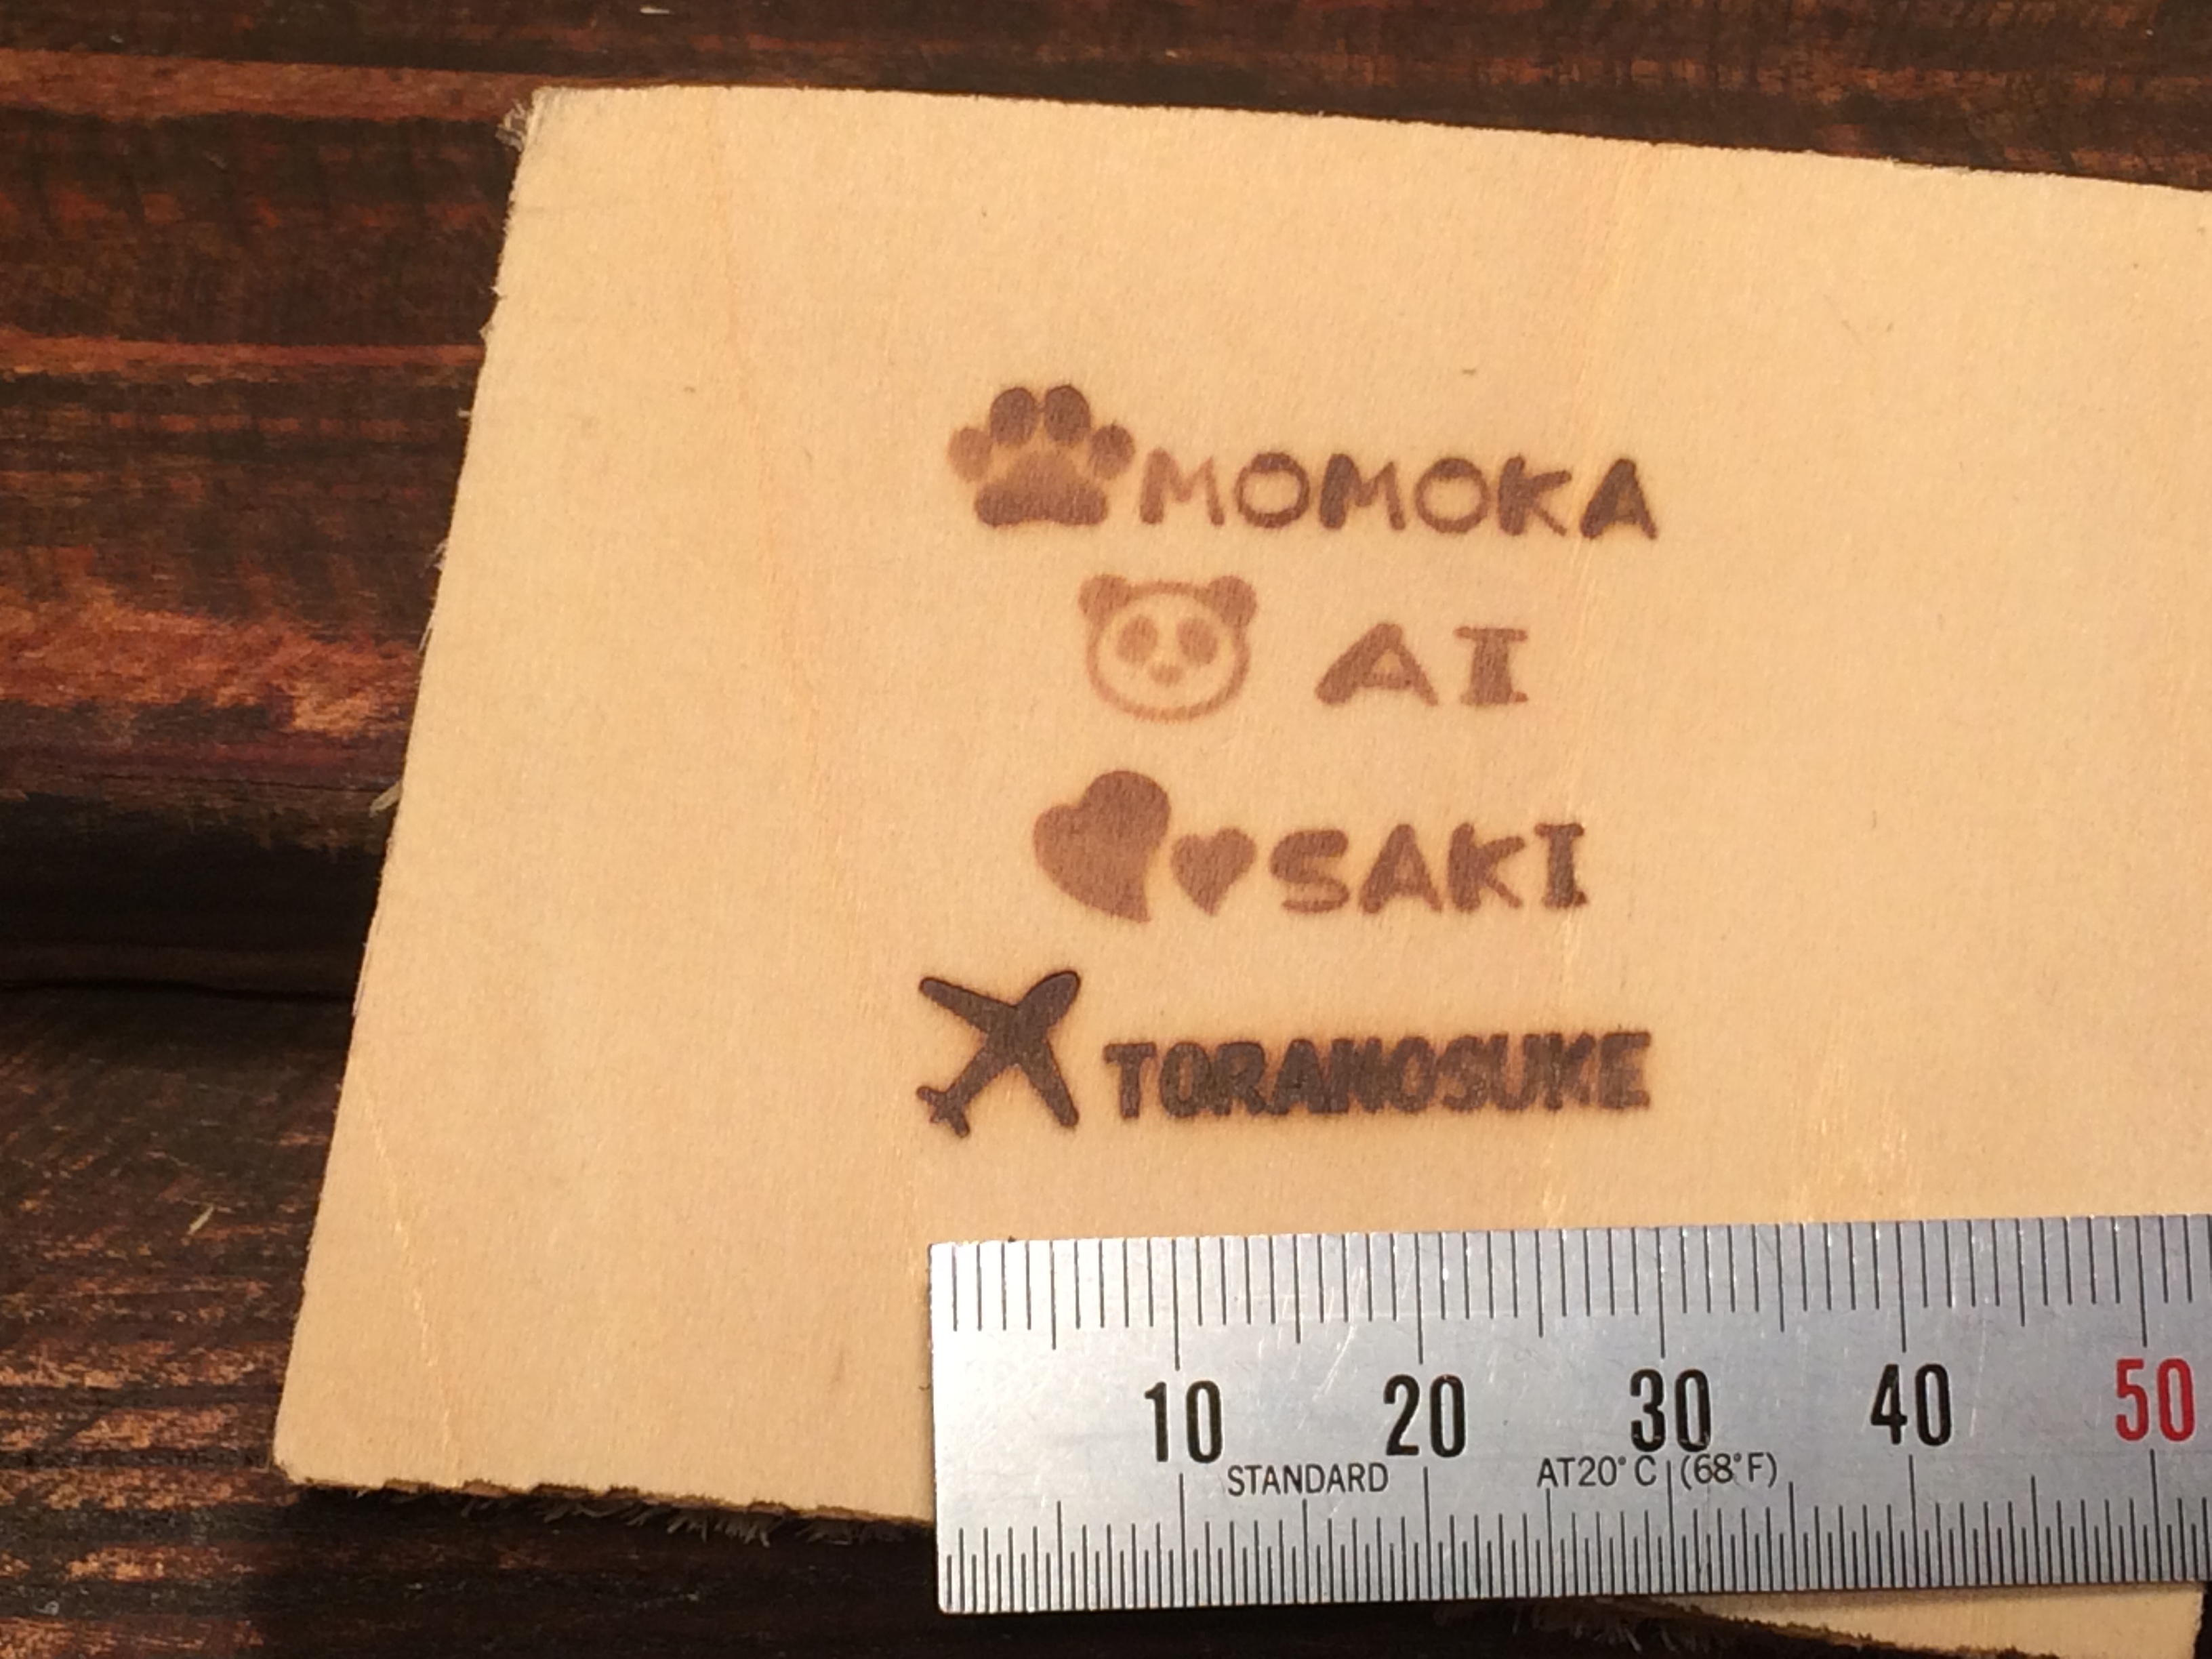 MOMOKA
AI
SAKI
TORANOSUKE
10 20 30 40 50
STANDARD AT20°C (68°F)